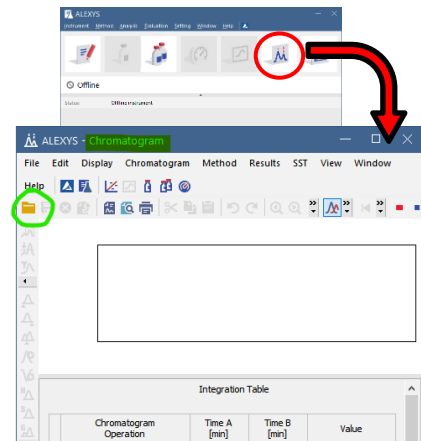 ALEXYS
Instrument Method Analysis Evaluation Setting Window Help
Offline
Status Offline instrument
ALEXYS - Chromatogram
File Edit Display Chromatogram Method Results SST View Window
Help
Integration Table
Chromatogram Operation Time A [min] Time B [min] Value